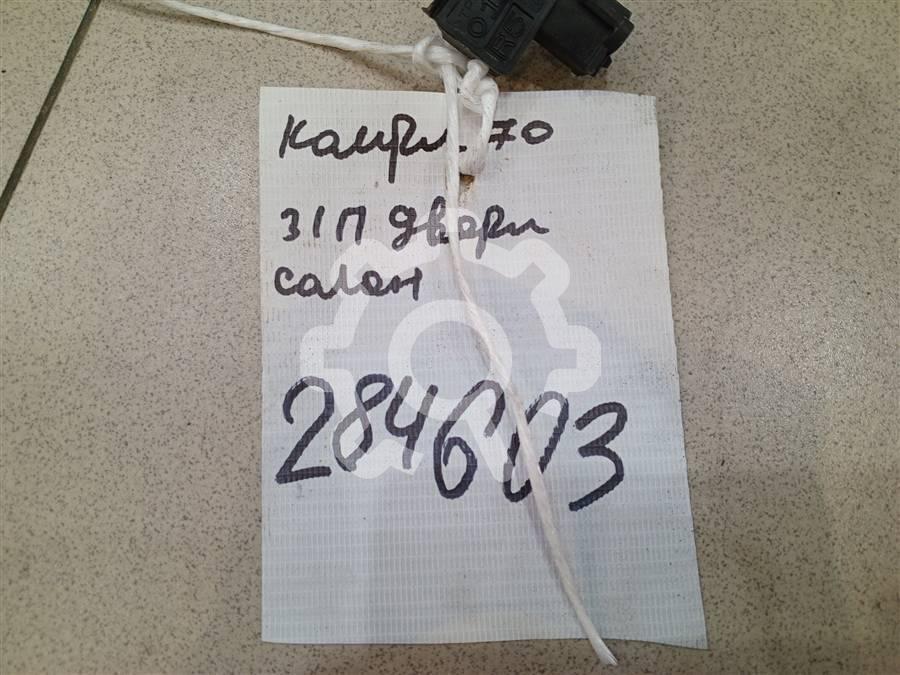 Камри 70
З/П двери
салон
284603